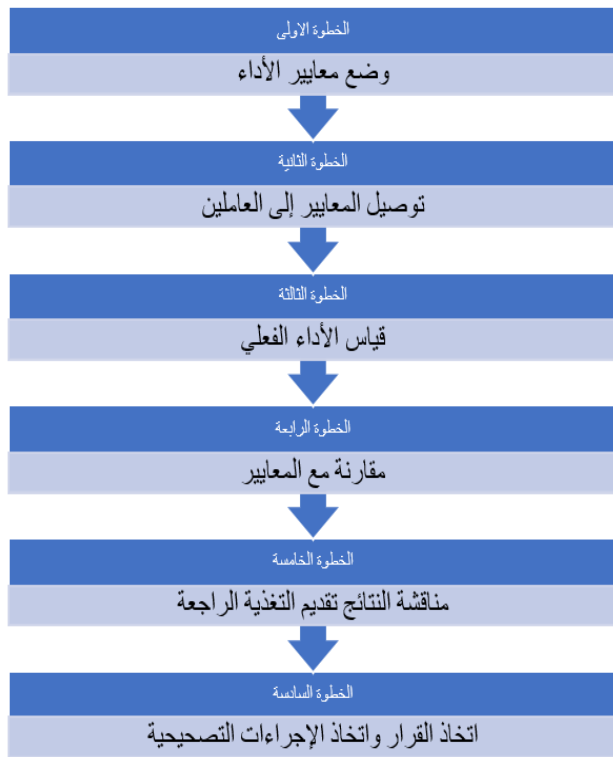 الخطوة الاولى
وضع معايير الأداء
الخطوة الثانية
توصيل المعايير إلى العاملين
الخطوة الثالثة
قياس الأداء الفعلي
الخطوة الرابعة
مقارنة مع المعايير
الخطوة الخامسة
مناقشة النتائج تقديم التغذية الراجعة
الخطوة السادسة
اتخاذ القرار واتخاذ الإجراءات التصحيحية